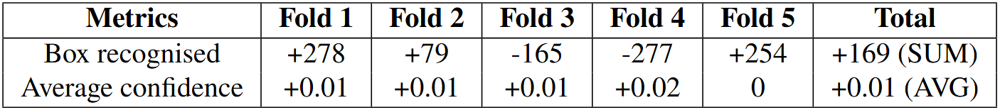 Metrics Fold 1 Fold 2 Fold 3 Fold 4 Fold 5 Total
Box recognised +278 +79 -165 -277 +254 +169 (SUM)
Average confidence +0.01 +0.01 +0.01 +0.02 0 +0.01 (AVG)